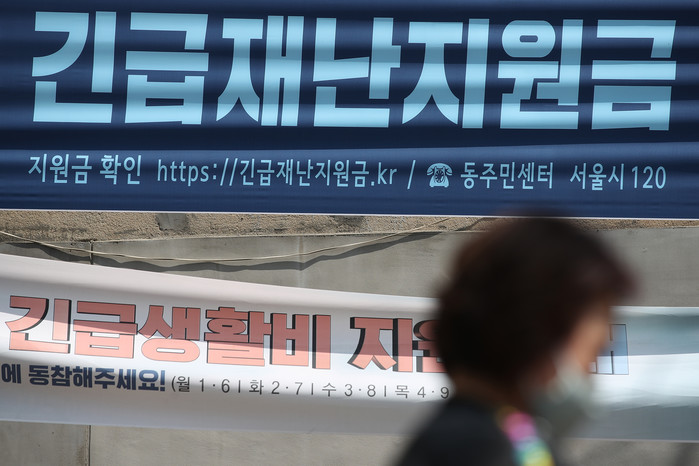 긴급재난지원금
지원금 확인 https://긴급재난지원금.kr / ☎ 동주민센터 서울시 120
긴급생활비 지원
에 동참해주세요! (월 1·6 | 화 2·7 | 수 3·8 | 목 4·9